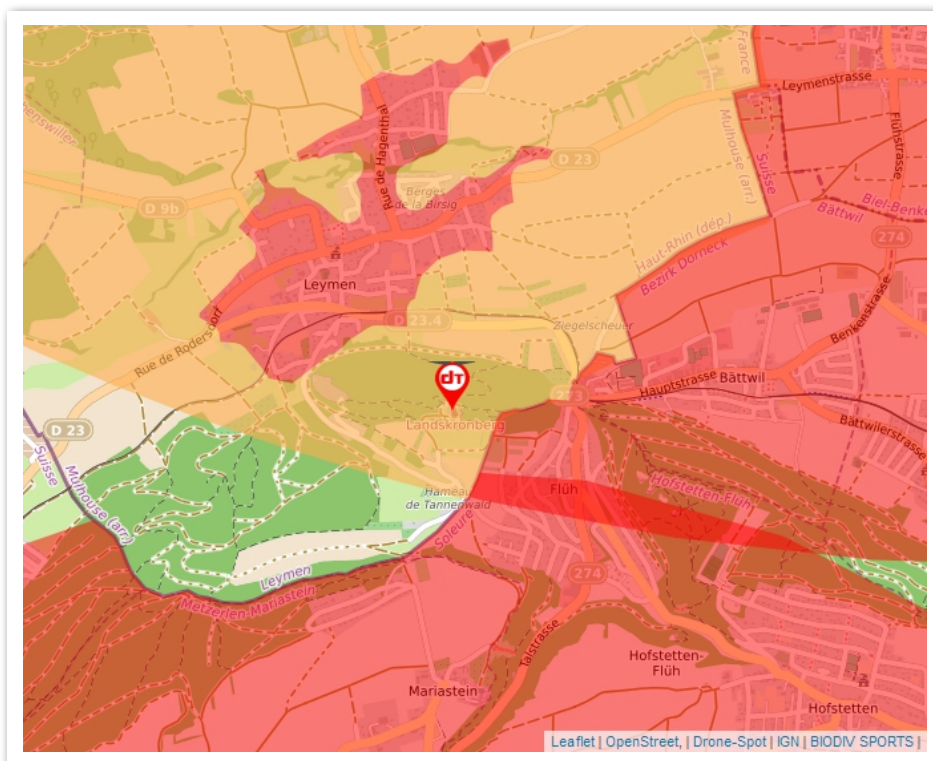 France
Leymenstrasse
enswiller
Mulhouse (arr.)
Suisse
Flühstrasse
Rue de Hagenthal
D 23
Berges
de la Birsig
D 9b
Bättwil
Biel-Benke
Haut-Rhin (dép.)
Bezirk Dorneck
274
Leymen
Ziegelscheuer
D 23.4
Rue de Rodersdorf
Benkenstrasse
dT
Hauptstrasse
Bättwil
273
Landskronberg
Bättwilerstrasse
D 23
Suisse
Mulhouse (arr.)
Flüh
Hofstetten-Flüh
Hameau
de Tannenwald
Soleure
Leymen
Metzerlen-Mariastein
274
Talstrasse
Hofstetten-
Flüh
Mariastein
Hofstetten
Leaflet | OpenStreet, | Drone-Spot | IGN | BIODIV SPORTS |